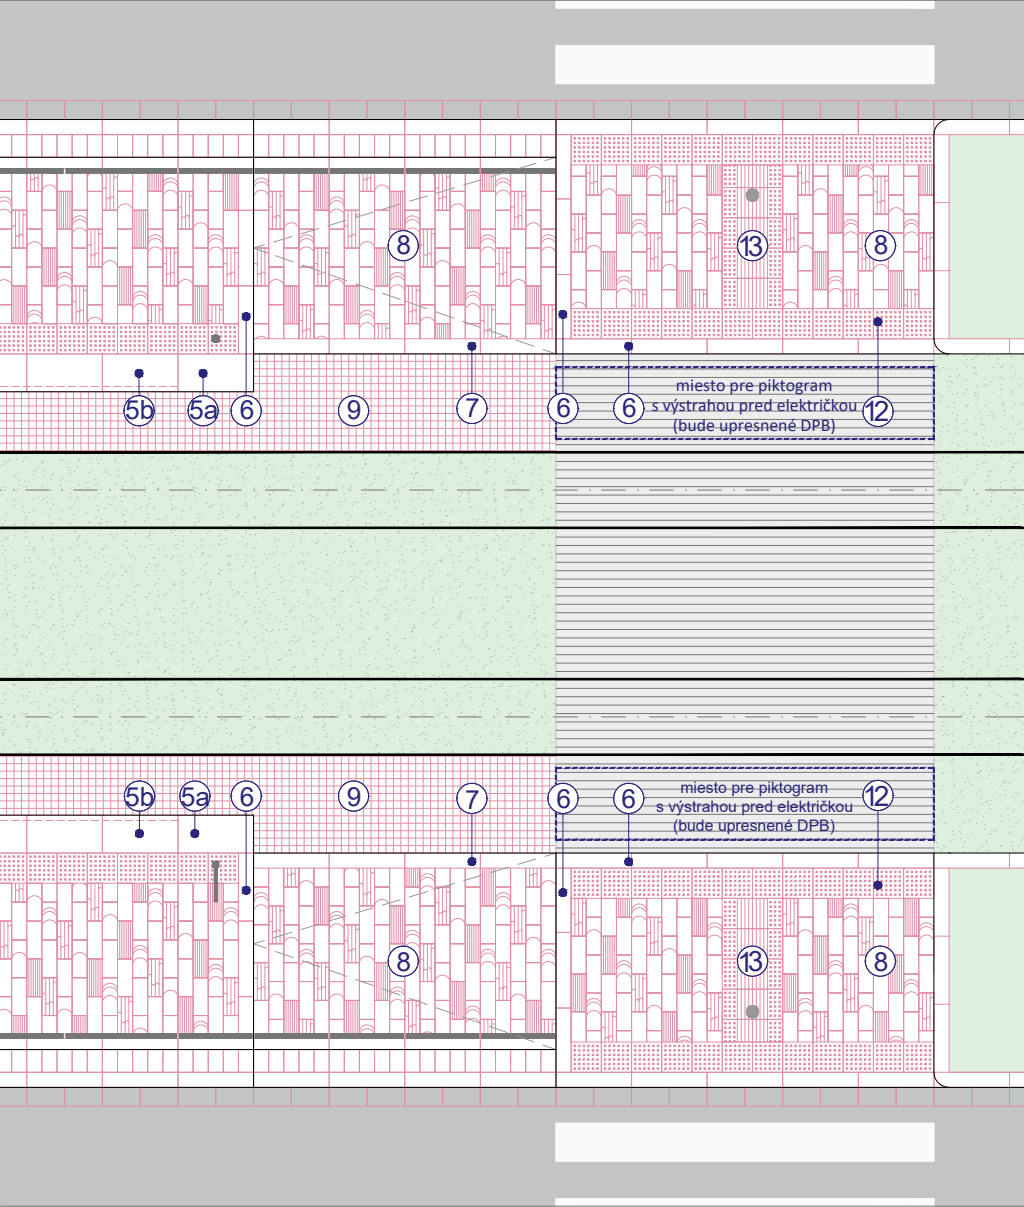 8
13
8
miesto pre piktogram
s výstrahou pred električkou
(bude upresnené DPB)
5b
5a
6
9
7
6
6
12
5b
5a
6
9
7
6
6
12
miesto pre piktogram
s výstrahou pred električkou
(bude upresnené DPB)
8
13
8